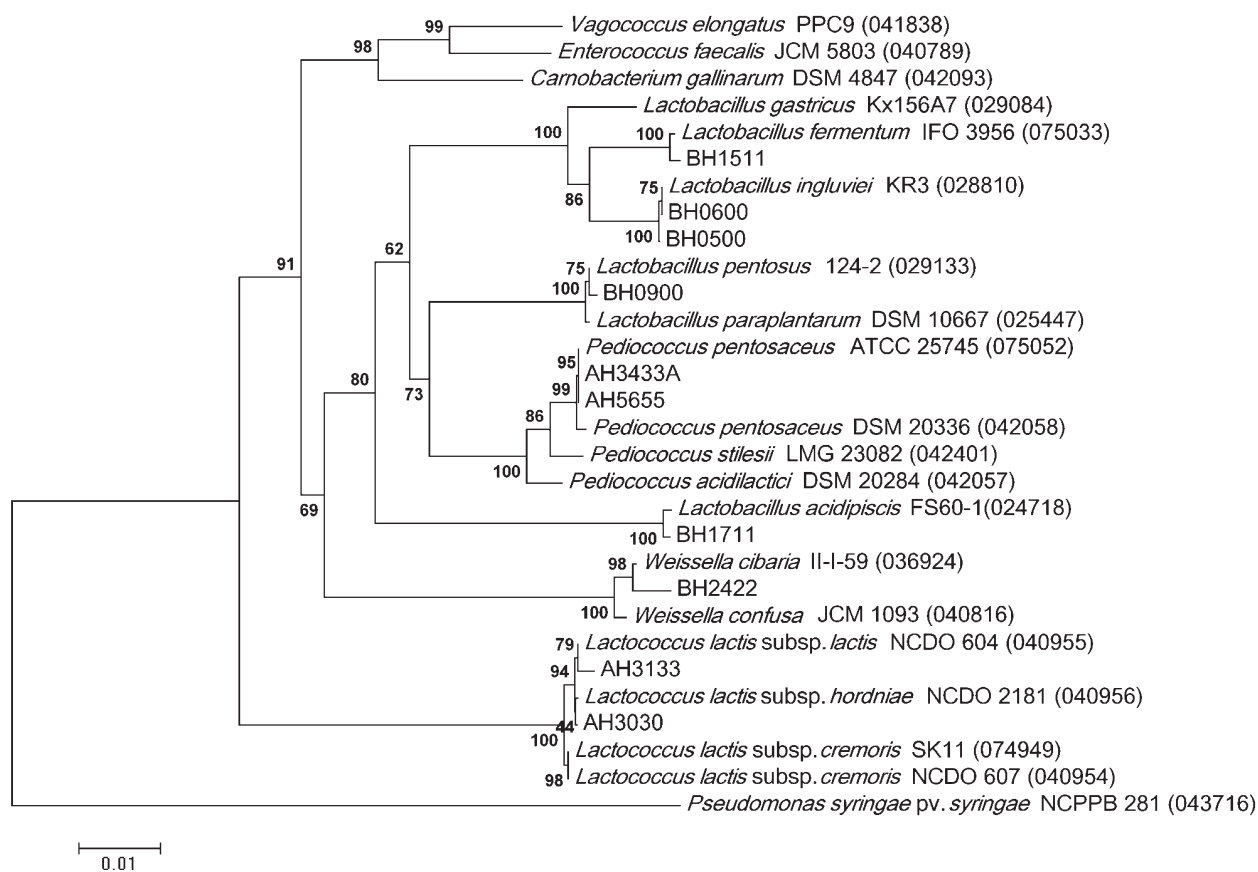 99
Vagococcus elongatus PPC9 (041838)
98
Enterococcus faecalis JCM 5803 (040789)
Carnobacterium gallinarum DSM 4847 (042093)
Lactobacillus gastricus Kx156A7 (029084)
100
100
Lactobacillus fermentum IFO 3956 (075033)
BH1511
75
Lactobacillus ingluviei KR3 (028810)
86
BH0600
100
BH0500
62
91
75
Lactobacillus pentosus 124-2 (029133)
100
BH0900
Lactobacillus paraplantarum DSM 10667 (025447)
Pediococcus pentosaceus ATCC 25745 (075052)
95
AH3433A
80
73
99
AH5655
86
Pediococcus pentosaceus DSM 20336 (042058)
Pediococcus stilesii LMG 23082 (042401)
100
Pediococcus acidilactici DSM 20284 (042057)
69
Lactobacillus acidipiscis FS60-1(024718)
100
BH1711
98
Weissella cibaria II-I-59 (036924)
BH2422
100
Weissella confusa JCM 1093 (040816)
79
Lactococcus lactis subsp. lactis NCDO 604 (040955)
94
AH3133
Lactococcus lactis subsp. hordniae NCDO 2181 (040956)
44
AH3030
100
Lactococcus lactis subsp. cremoris SK11 (074949)
98
Lactococcus lactis subsp. cremoris NCDO 607 (040954)
Pseudomonas syringae pv. syringae NCPPB 281 (043716)
0.01